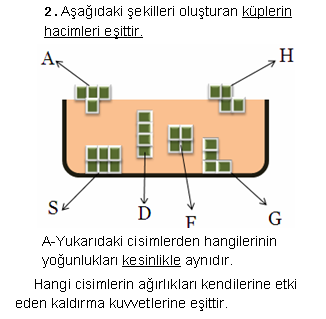 2. Aşağıdaki şekilleri oluşturan küplerin
hacimleri eşittir.
A
H
S
D
F
G
A-Yukarıdaki cisimlerden hangilerinin
yoğunlukları kesinlikle aynıdır.
Hangi cisimlerin ağırlıkları kendilerine etki
eden kaldırma kuvvetlerine eşittir.